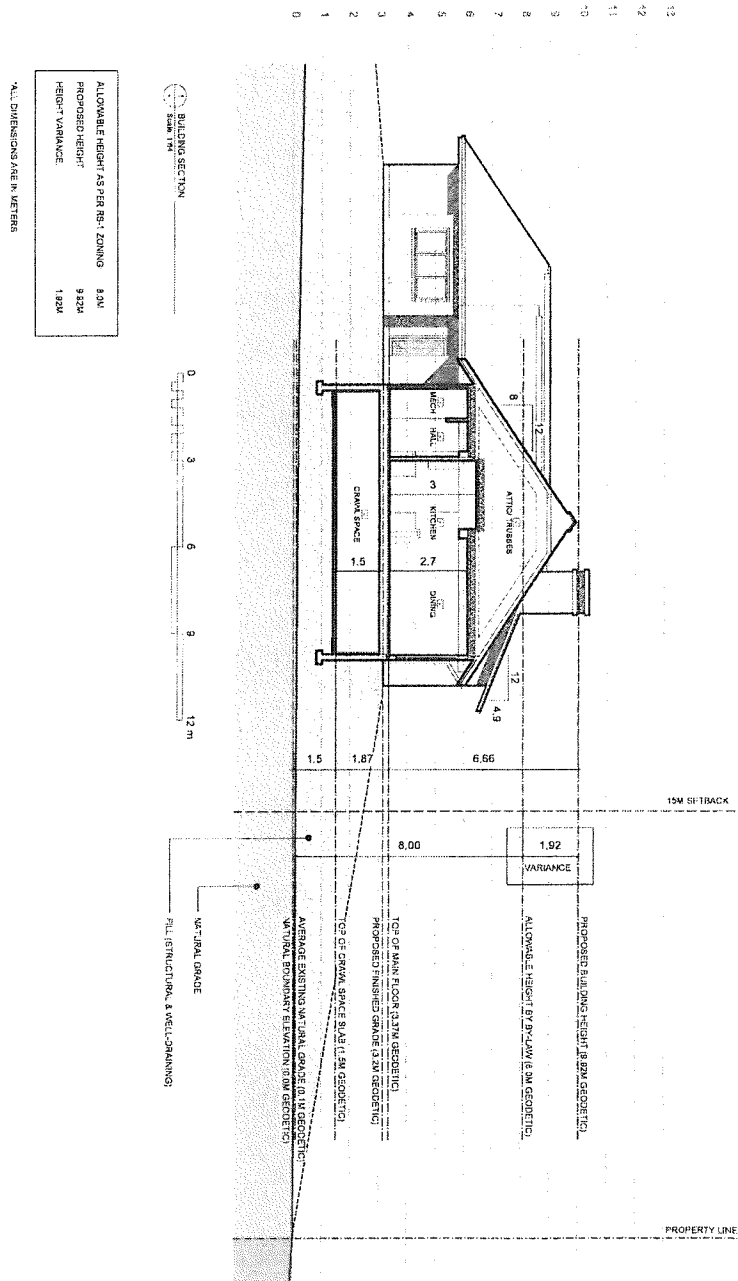 0 1 2 3 4 5 6 7 8 9 10 11 12 13
MECH
HALL
3
KITCHEN
2.7
DINING
CRAWL SPACE
1.5
ATTIC/ TRUSSES
8
12
12
4.9
1.5
1.87
6.66
8.00
1.92
VARIANCE
15M SETBACK
PROPERTY LINE
PROPOSED BUILDING HEIGHT (9.92M GEODETIC)
ALLOWABLE HEIGHT BY BY-LAW (8.0M GEODETIC)
TOP OF MAIN FLOOR (3.37M GEODETIC)
PROPOSED FINISHED GRADE (3.2M GEODETIC)
TOP OF CRAWL SPACE SLAB (1.5M GEODETIC)
AVERAGE EXISTING NATURAL GRADE (0.1M GEODETIC)
NATURAL BOUNDARY ELEVATION (0.0M GEODETIC)
NATURAL GRADE
FILL (STRUCTURAL & WELL-DRAINING)
1 BUILDING SECTION
Scale:
0 3 6 9 12 m
ALLOWABLE HEIGHT AS PER RS-1 ZONING 8.0M
PROPOSED HEIGHT 9.92M
HEIGHT VARIANCE 1.92M
*ALL DIMENSIONS ARE IN METERS